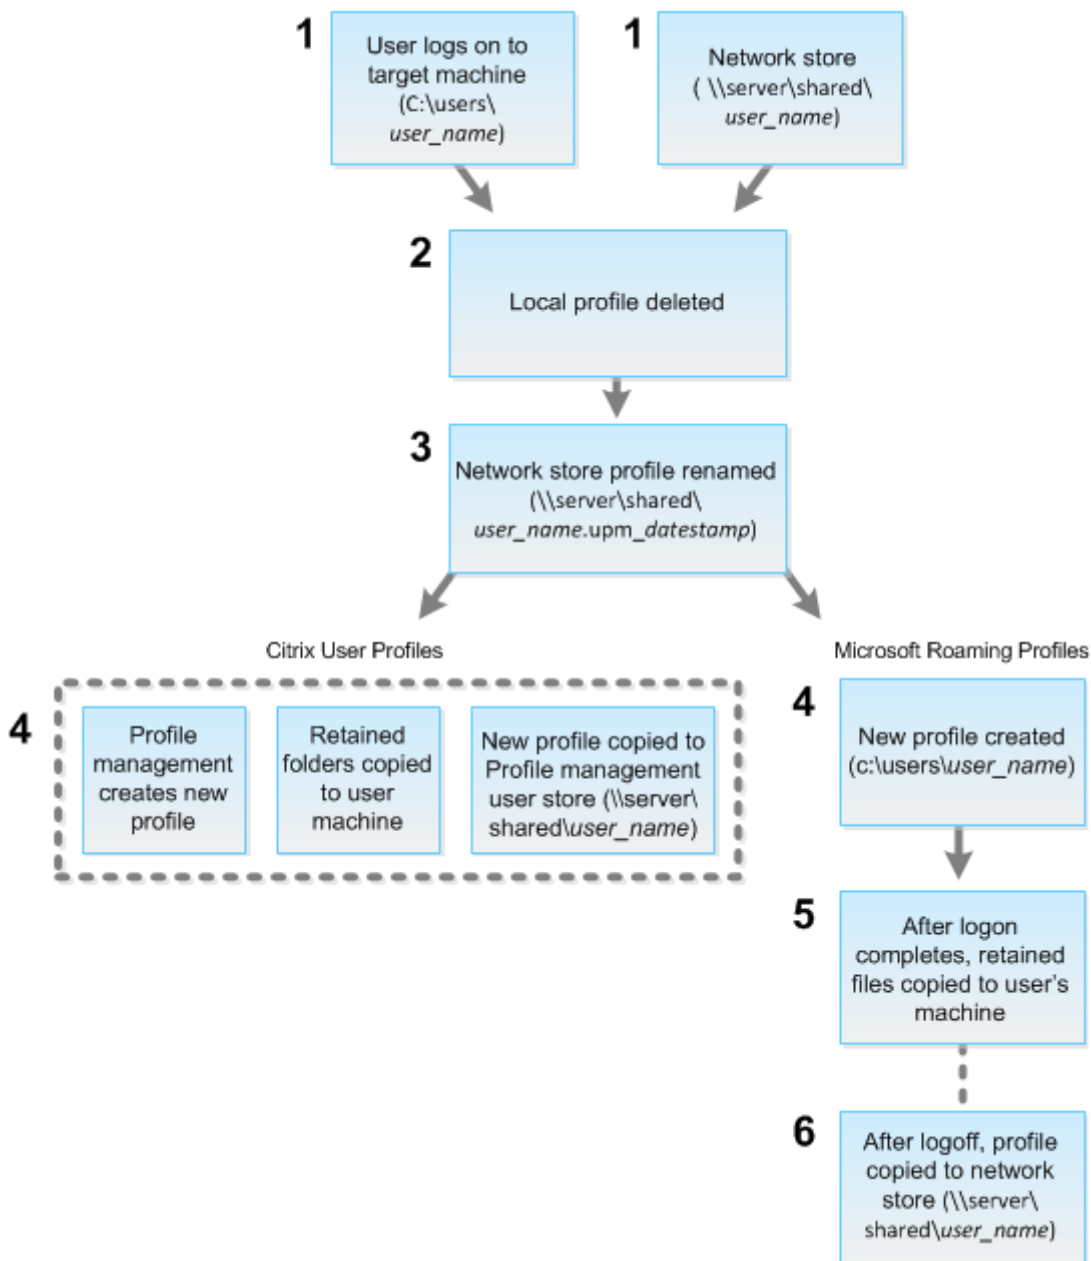 1
User logs on to
target machine
(C:\users\
user_name)
1
Network store
( \\server\shared\
user_name)
2
Local profile deleted
3
Network store profile renamed
(\\server\shared\
user_name.upm_datestamp)
Citrix User Profiles
4
Profile
management
creates new
profile
Retained
folders copied
to user
machine
New profile copied to
Profile management
user store (\\server\
shared\user_name)
Microsoft Roaming Profiles
4
New profile created
(c:\users\user_name)
5
After logon
completes, retained
files copied to user's
machine
6
After logoff, profile
copied to network
store (\\server\
shared\user_name)